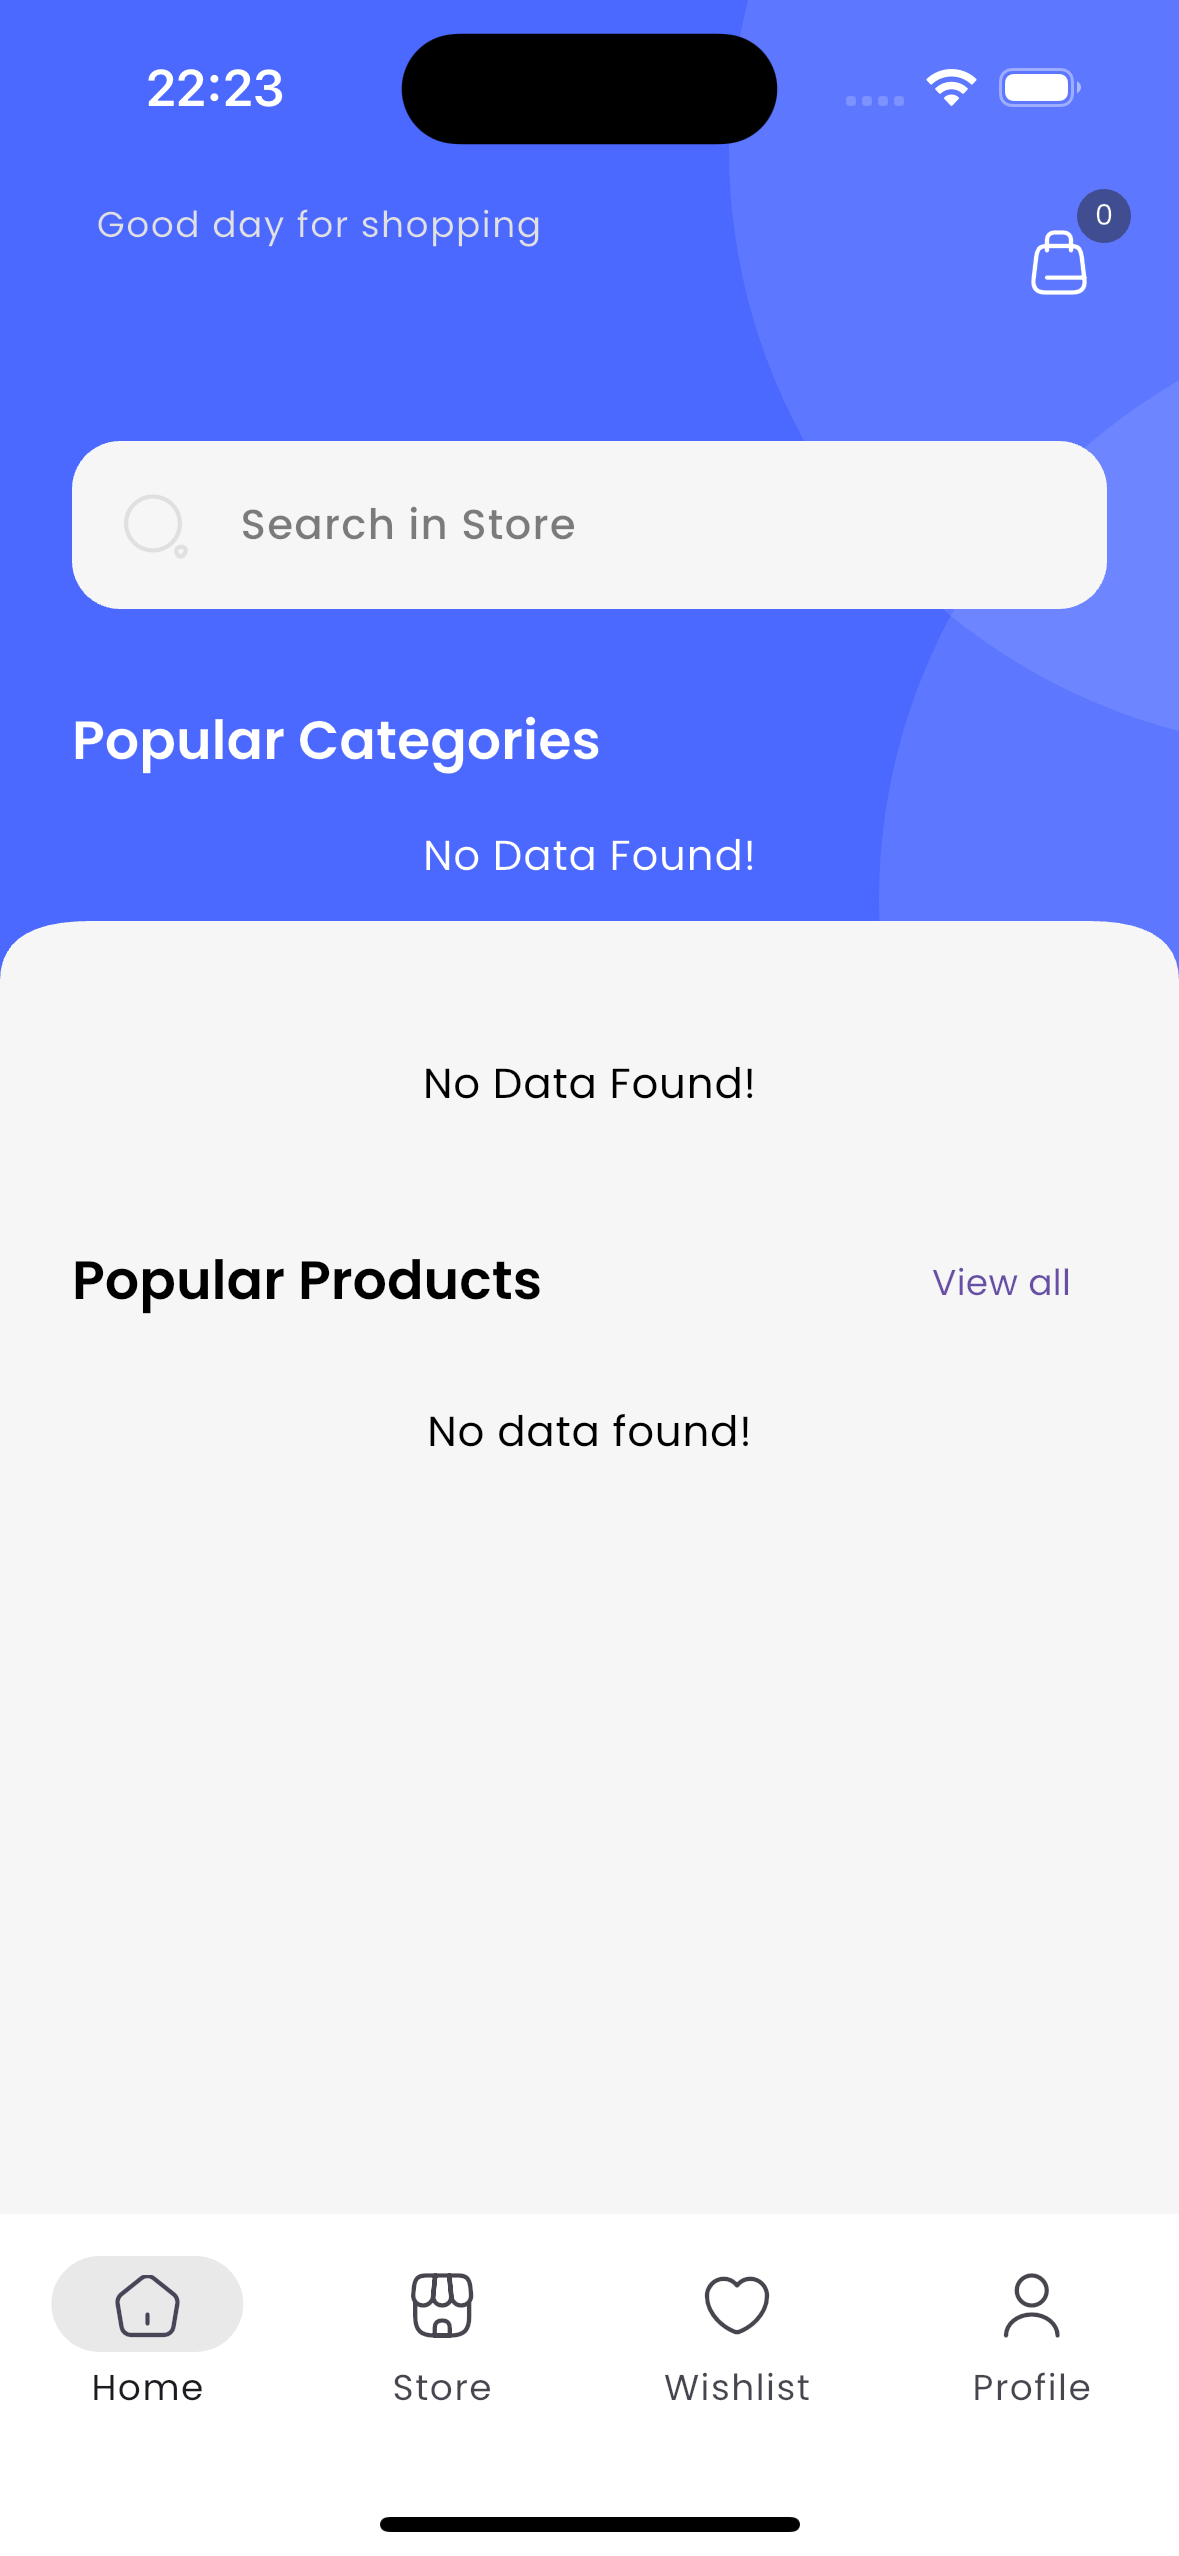 22:23
Good day for shopping
0
Search in Store
Popular Categories
No Data Found!
No Data Found!
Popular Products
View all
No data found!
Home
Store
Wishlist
Profile